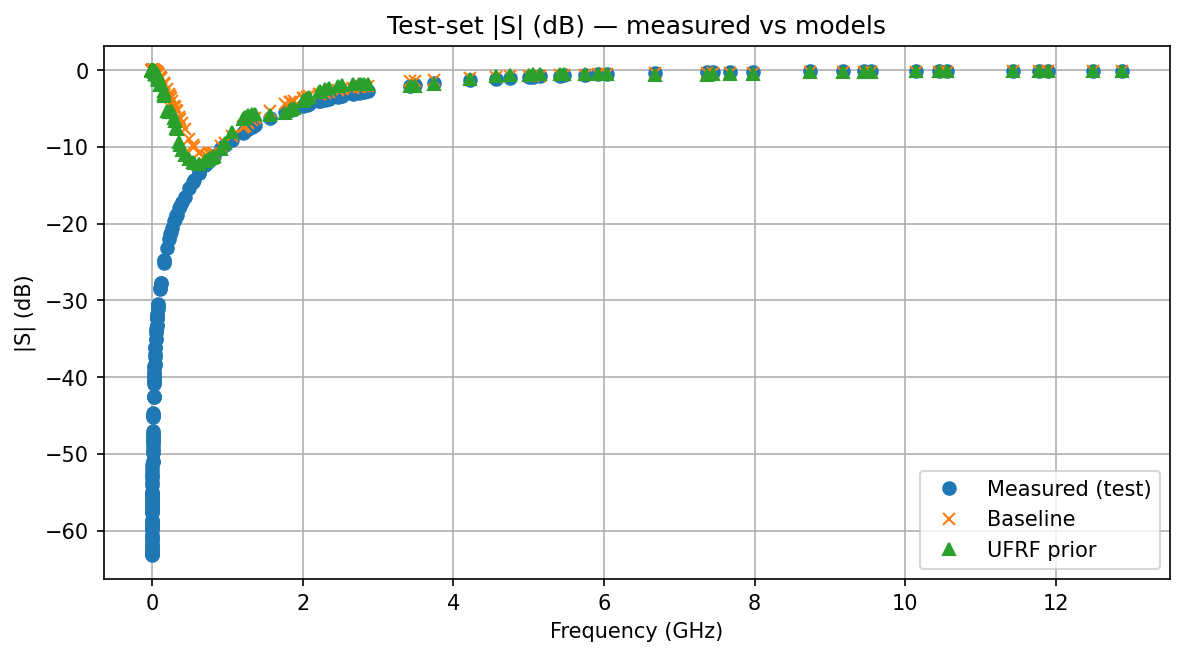 Test-set |S| (dB) — measured vs models
|S| (dB)
0
−10
−20
−30
−40
−50
−60
0 2 4 6 8 10 12
Frequency (GHz)
Measured (test)
Baseline
UFRF prior